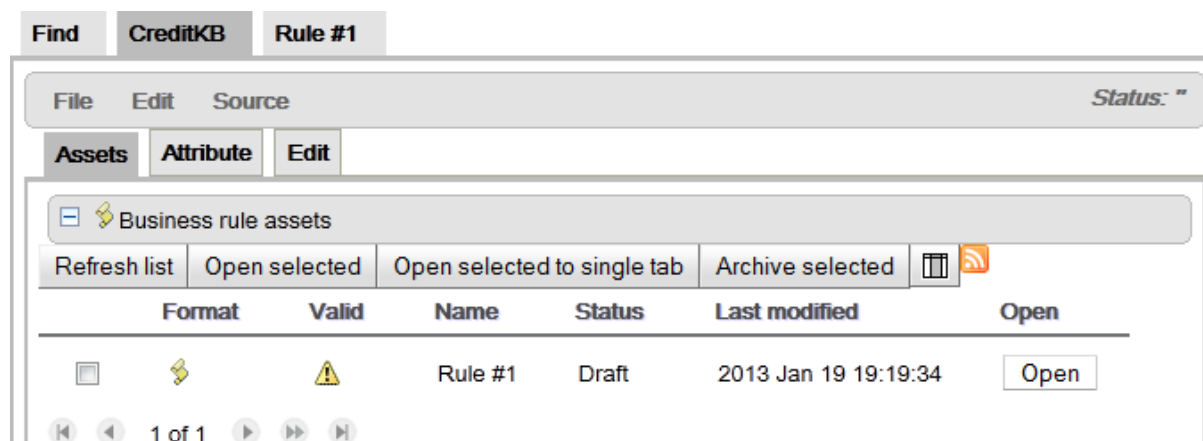 Find CreditKB Rule #1
File Edit Source Status: "
Assets Attribute Edit
Business rule assets
Refresh list Open selected Open selected to single tab Archive selected
Format Valid Name Status Last modified Open
Rule #1 Draft 2013 Jan 19 19:19:34 Open
1 of 1